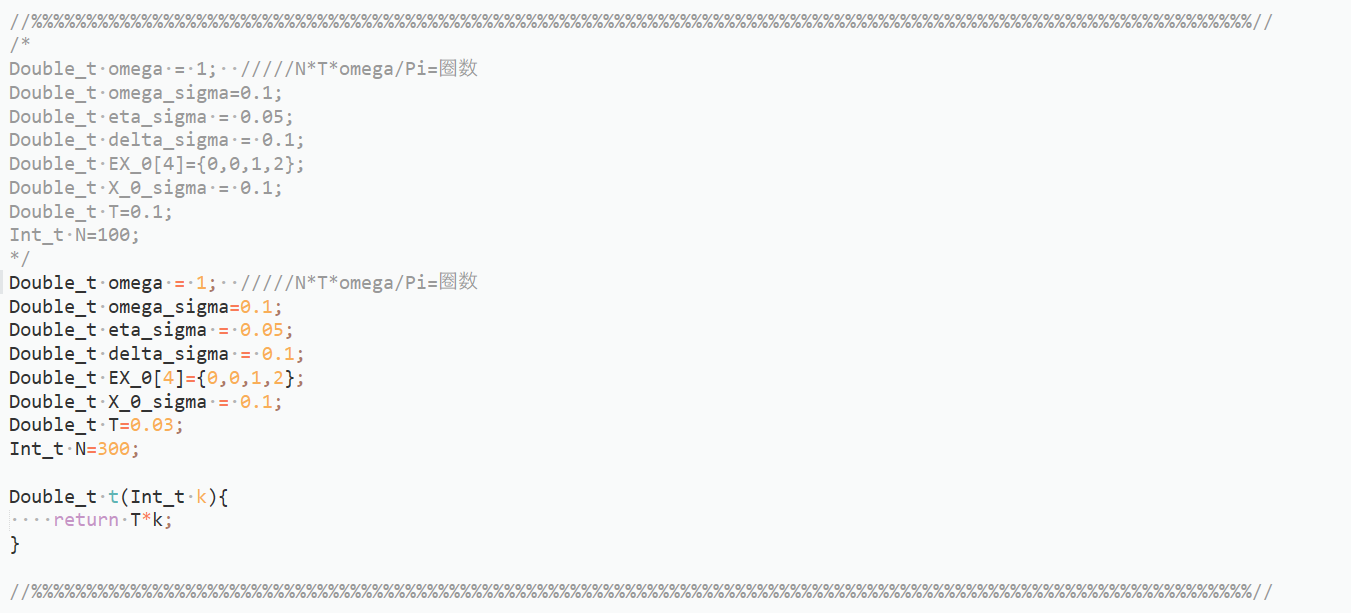 //%%%%%%%%%%%%%%%%%%%%%%%%%%%%%%%%%%%%%%%%%%%%%%%%%%%%%%%%%%%%%%%%%%%%%%%%%%%%%%%%%%%%%%%%%%%%%%%%%%%%%%%%%%%%%%%%%//
/*
Double_t omega = 1;  /////N*T*omega/Pi=圈数
Double_t omega_sigma=0.1;
Double_t eta_sigma = 0.05;
Double_t delta_sigma = 0.1;
Double_t EX_0[4]={0,0,1,2};
Double_t X_0_sigma = 0.1;
Double_t T=0.1;
Int_t N=100;
*/
Double_t omega = 1;  /////N*T*omega/Pi=圈数
Double_t omega_sigma=0.1;
Double_t eta_sigma = 0.05;
Double_t delta_sigma = 0.1;
Double_t EX_0[4]={0,0,1,2};
Double_t X_0_sigma = 0.1;
Double_t T=0.03;
Int_t N=300;
Double_t t(Int_t k){
    return T*k;
}
//%%%%%%%%%%%%%%%%%%%%%%%%%%%%%%%%%%%%%%%%%%%%%%%%%%%%%%%%%%%%%%%%%%%%%%%%%%%%%%%%%%%%%%%%%%%%%%%%%%%%%%%%%%%%%%%%%//